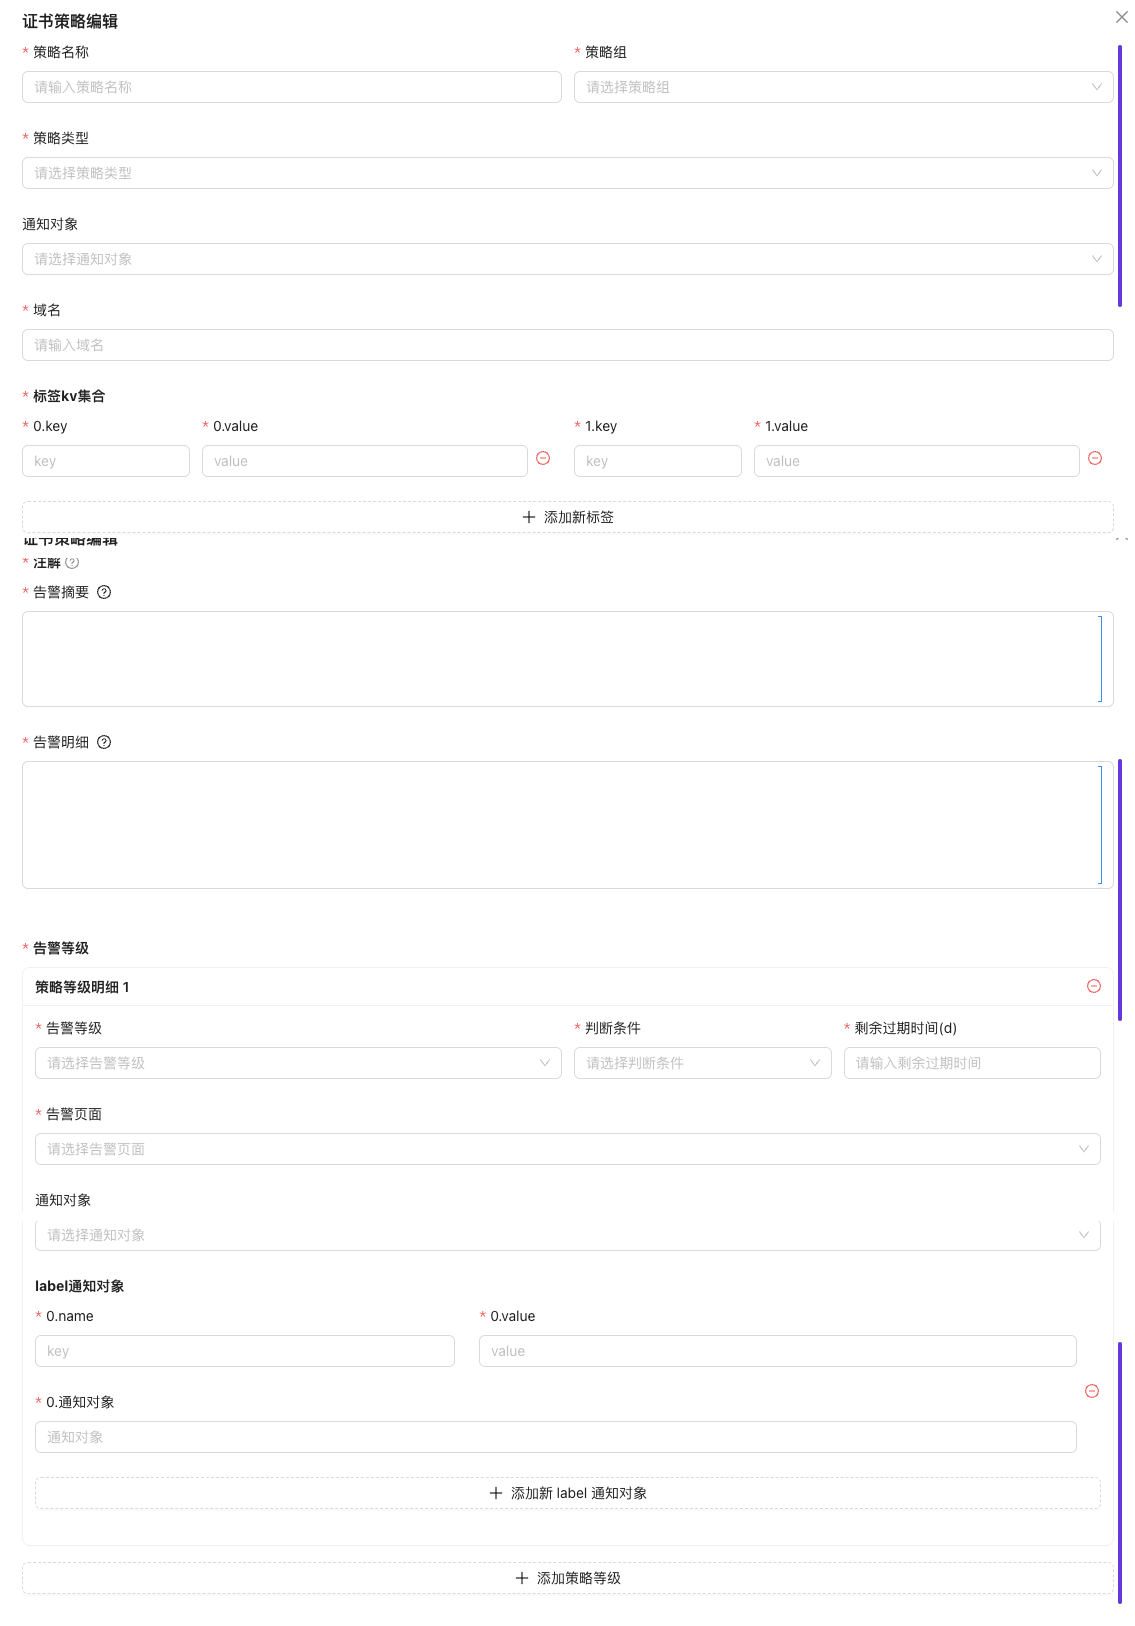 证书策略编辑
* 策略名称 * 策略组
请输入策略名称 请选择策略组
* 策略类型
请选择策略类型
通知对象
请选择通知对象
* 域名
请输入域名
* 标签kv集合
* 0.key * 0.value * 1.key * 1.value
key value key value
+ 添加新标签
证书策略编辑
* 注解
* 告警摘要
* 告警明细
* 告警等级
策略等级明细 1
* 告警等级 * 判断条件 * 剩余过期时间(d)
请选择告警等级 请选择判断条件 请输入剩余过期时间
* 告警页面
请选择告警页面
通知对象
请选择通知对象
label通知对象
* 0.name * 0.value
key value
* 0.通知对象
通知对象
+ 添加新 label 通知对象
+ 添加策略等级